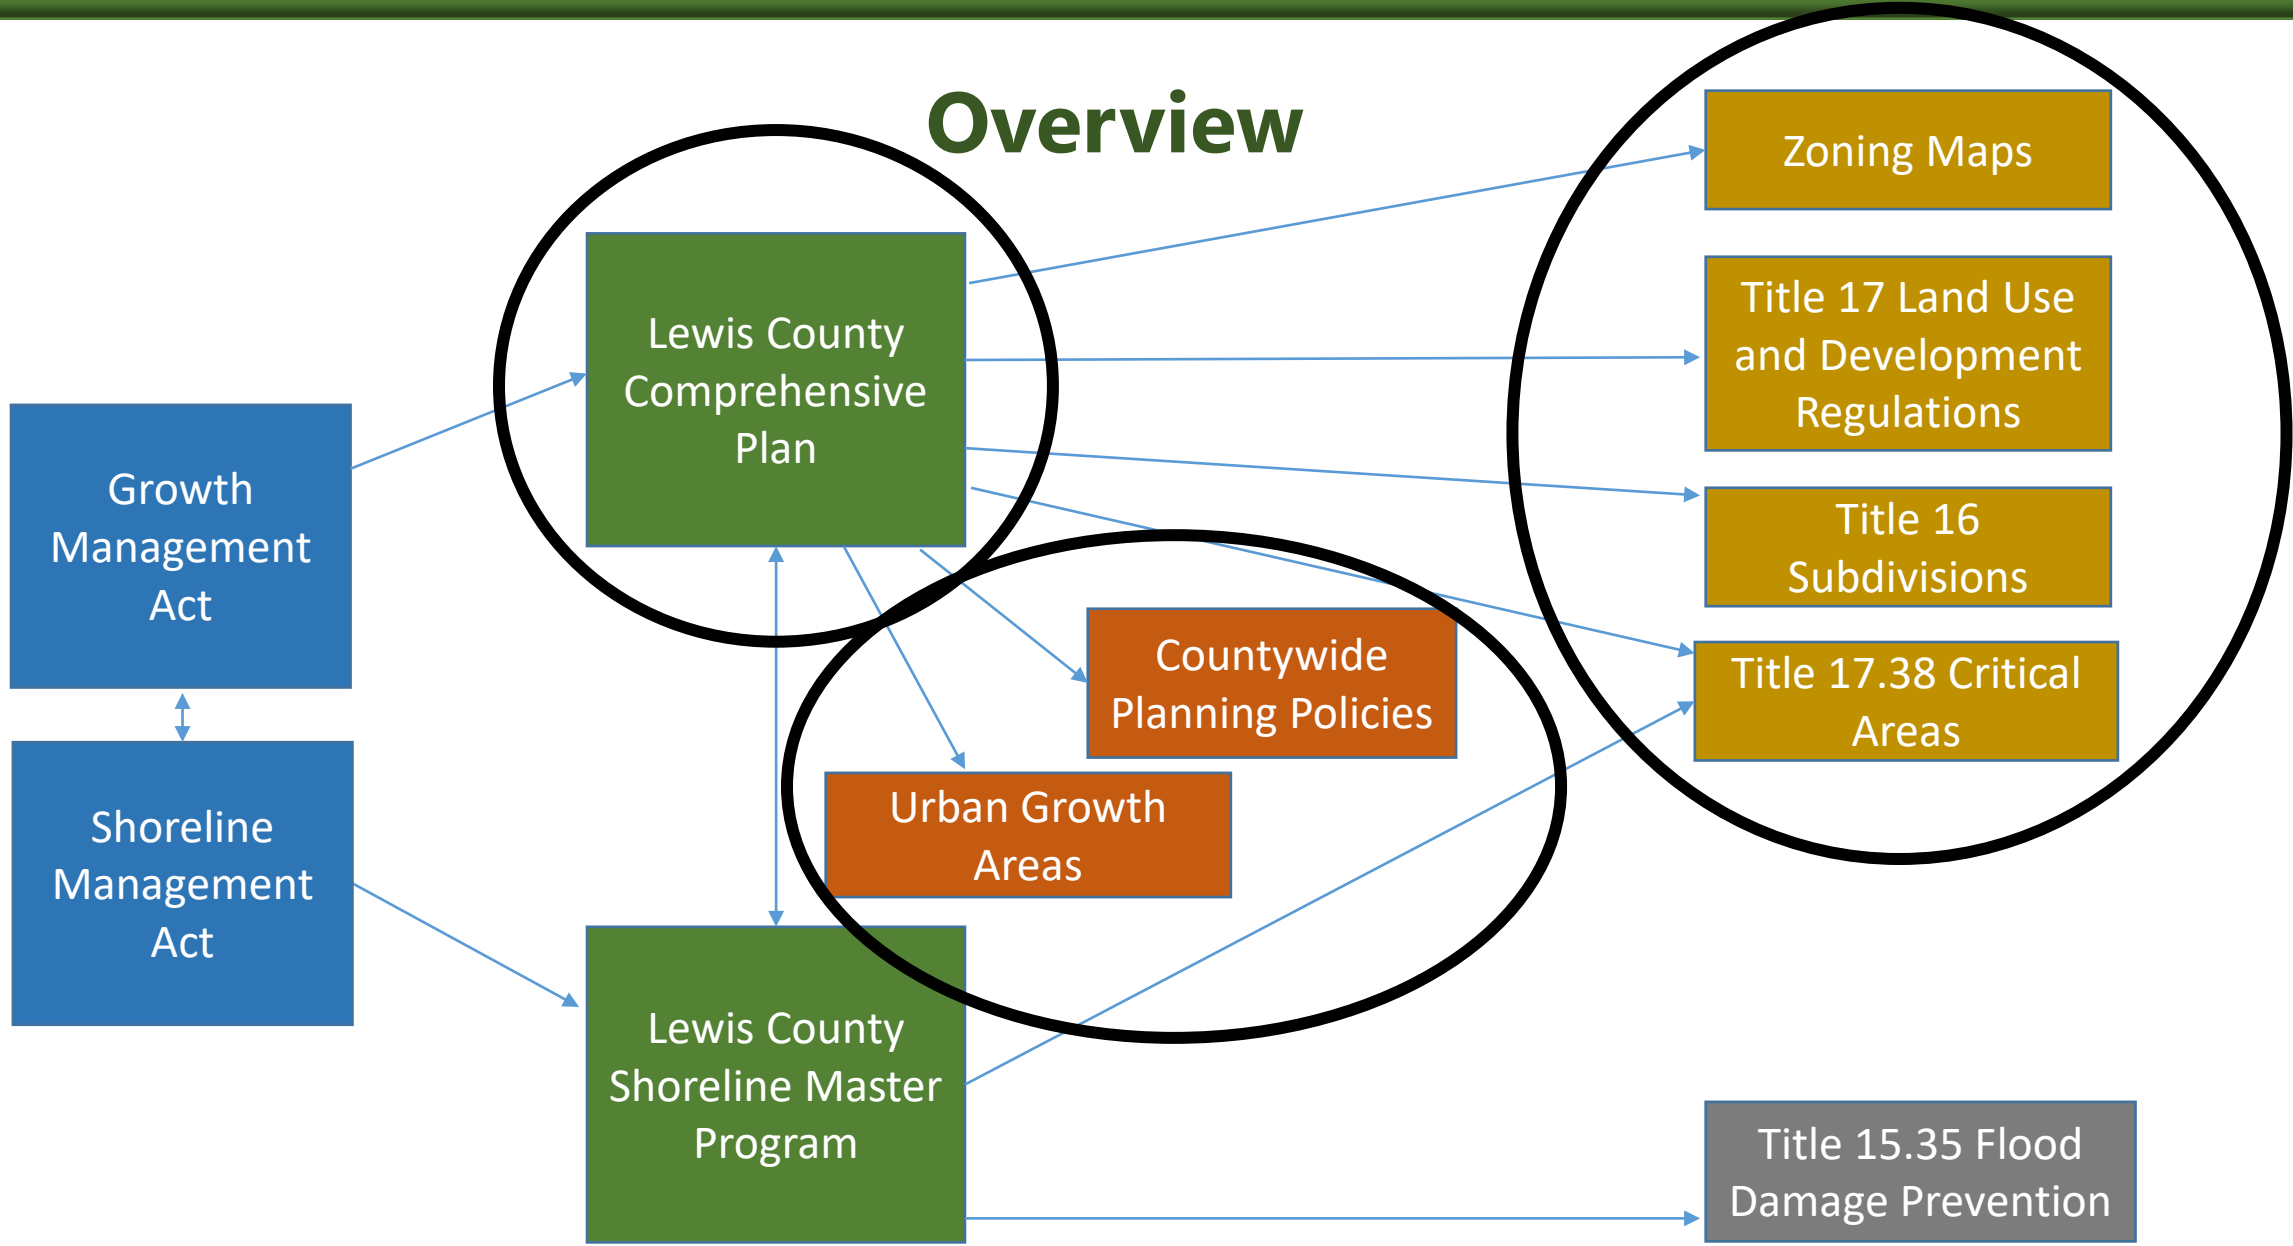 Overview
Growth
Management
Act
Shoreline
Management
Act
Lewis County
Comprehensive
Plan
Lewis County
Shoreline Master
Program
Countywide
Planning Policies
Urban Growth
Areas
Zoning Maps
Title 17 Land Use
and Development
Regulations
Title 16
Subdivisions
Title 17.38 Critical
Areas
Title 15.35 Flood
Damage Prevention